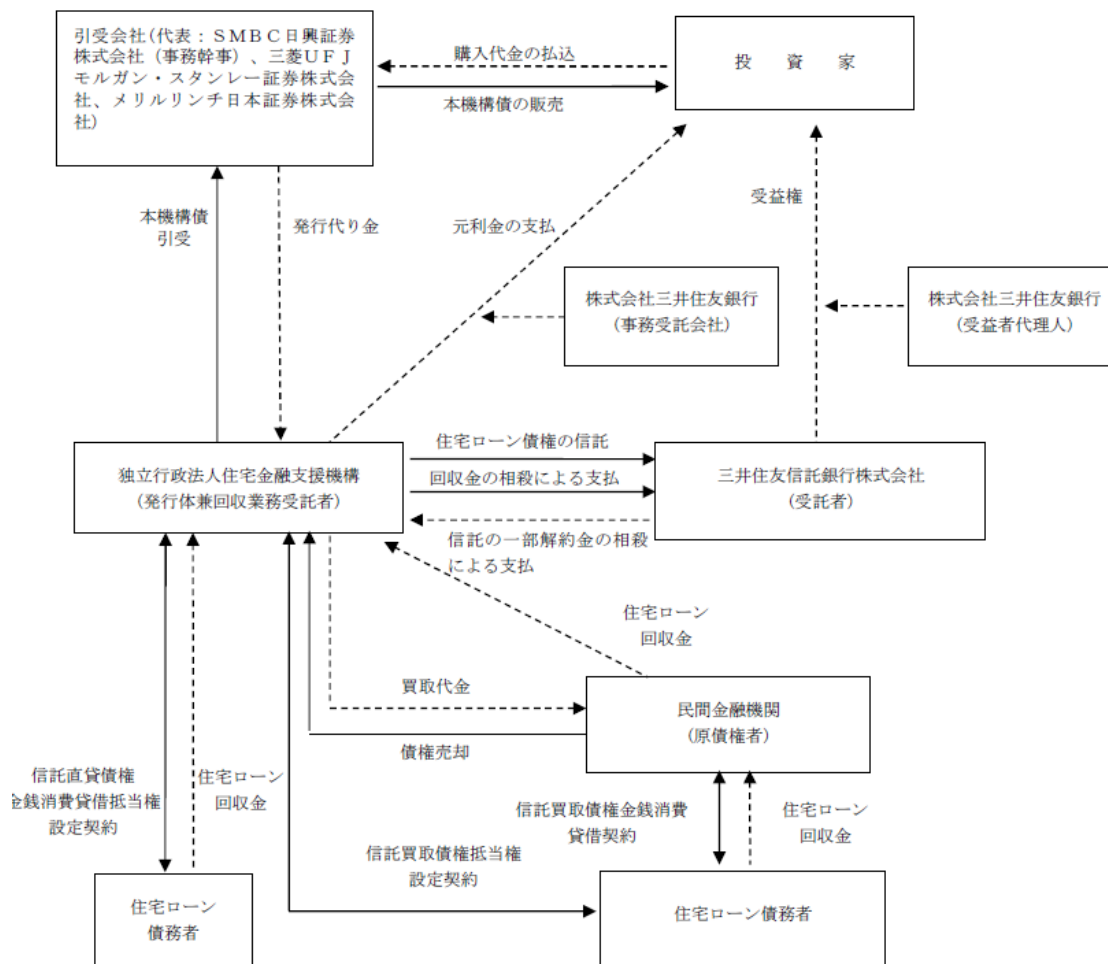 引受会社(代表：ＳＭＢＣ日興証券
株式会社（事務幹事）、三菱ＵＦＪ
モルガン・スタンレー証券株式会
社、メリルリンチ日本証券株式会
社)
購入代金の払込
本機構債の販売
投資家
本機構債
引受
発行代り金
元利金の支払
受益権
株式会社三井住友銀行
(事務受託会社)
株式会社三井住友銀行
(受益者代理人)
独立行政法人住宅金融支援機構
(発行体兼回収業務受託者)
住宅ローン債権の信託
回収金の相殺による支払
信託の一部解約金の相殺
による支払
三井住友信託銀行株式会社
(受託者)
住宅ローン
回収金
買取代金
債権売却
民間金融機関
(原債権者)
信託直貸債権
金銭消費貸借抵当権
設定契約
住宅ローン
回収金
信託買取債権金銭消費
貸借契約
住宅ローン
回収金
信託買取債権抵当権
設定契約
住宅ローン
債務者
住宅ローン債務者